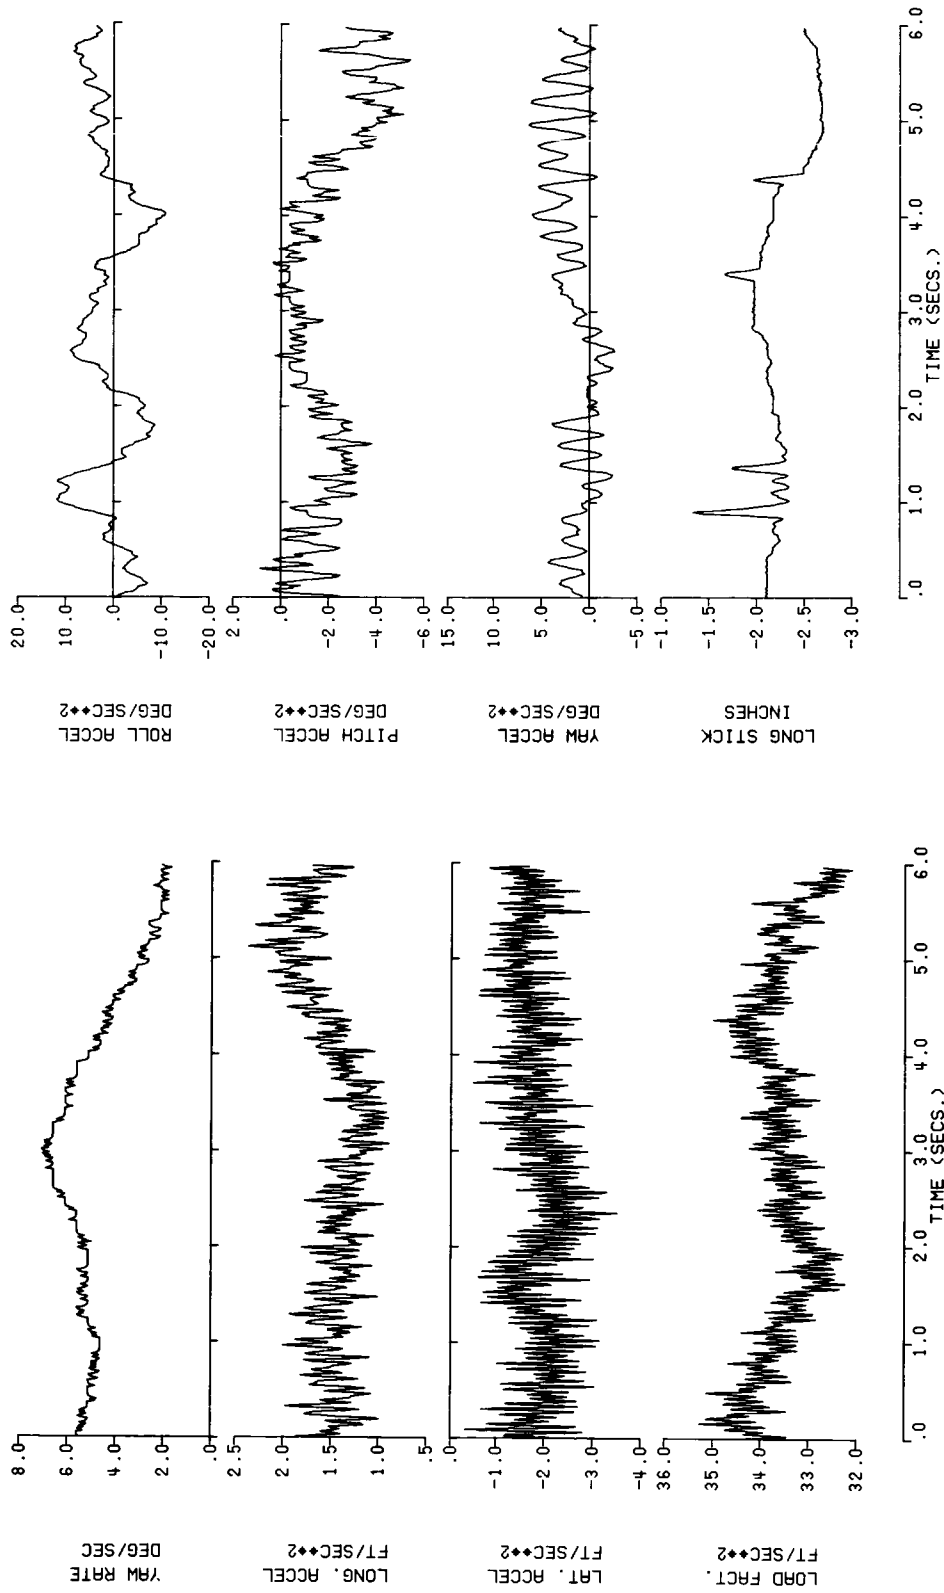 20.0
10.0
.0
-10.0
-20.0
ROLL ACCEL
DEG/SEC**2
2.0
.0
-2.0
-4.0
-6.0
PITCH ACCEL
DEG/SEC**2
10.0
5.0
.0
-5.0
YAW ACCEL
DEG/SEC**2
-1.0
-1.5
-2.0
-2.5
-3.0
LONG STICK
INCHES
.0
1.0
2.0
3.0
4.0
5.0
6.0
TIME (SECS.)
8.0
6.0
4.0
2.0
.0
YAW RATE
DEG/SEC
2.5
2.0
1.5
1.0
.5
LONG. ACCEL
FT/SEC**2
.0
-1.0
-2.0
-3.0
-4.0
LAT. ACCEL
FT/SEC**2
36.0
35.0
34.0
33.0
32.0
LOAD FACT.
FT/SEC**2
.0
1.0
2.0
3.0
4.0
5.0
6.0
TIME (SECS.)